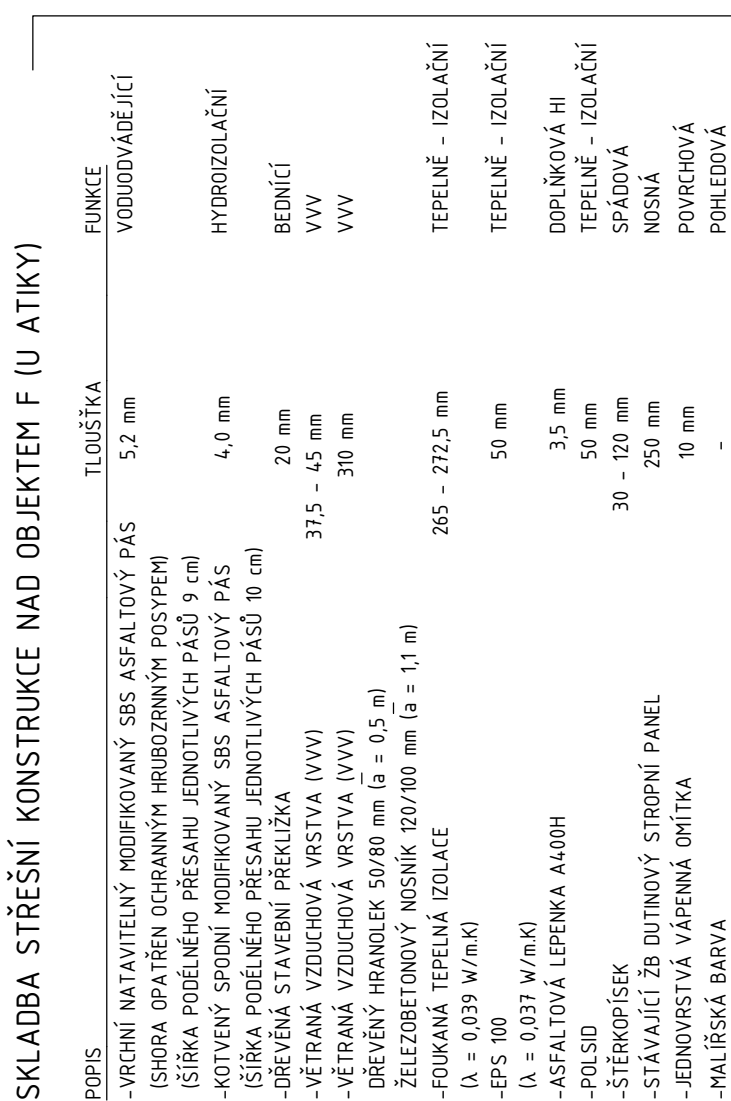 SKLADBA STŘEŠNÍ KONSTRUKCE NAD OBJEKTEM F (U ATIKY)
POPIS TLOUŠŤKA FUNKCE
-VRCHNÍ NATAVITELNÝ MODIFIKOVANÝ SBS ASFALTOVÝ PÁS 5,2 mm VODUODVÁDĚJÍCÍ
(SHORA OPATŘEN OCHRANNÝM HRUBOZRNNÝM POSYPEM)
(ŠÍŘKA PODÉLNÉHO PŘESAHU JEDNOTLIVÝCH PÁSŮ 9 cm)
-KOTVENÝ SPODNÍ MODIFIKOVANÝ SBS ASFALTOVÝ PÁS 4,0 mm HYDROIZOLAČNÍ
(ŠÍŘKA PODÉLNÉHO PŘESAHU JEDNOTLIVÝCH PÁSŮ 10 cm)
-DŘEVĚNÁ STAVEBNÍ PŘEKLIŽKA 20 mm BEDNÍCÍ
-VĚTRANÁ VZDUCHOVÁ VRSTVA (VVV) 37,5 - 45 mm VVV
-VĚTRANÁ VZDUCHOVÁ VRSTVA (VVV) 310 mm VVV
DŘEVĚNÝ HRANOLEK 50/80 mm (a = 0,5 m)
ŽELEZOBETONOVÝ NOSNÍK 120/100 mm (a = 1,1 m)
-FOUKANÁ TEPELNÁ IZOLACE 265 - 272,5 mm TEPELNĚ - IZOLAČNÍ
(λ = 0,039 W/m.K)
-EPS 100 50 mm TEPELNĚ - IZOLAČNÍ
(λ = 0,037 W/m.K)
-ASFALTOVÁ LEPENKA A400H 3,5 mm DOPLŇKOVÁ HI
-POLSID 50 mm TEPELNĚ - IZOLAČNÍ
-ŠTĚRKOPÍSEK 30 - 120 mm SPÁDOVÁ
-STÁVAJÍCÍ ŽB DUTINOVÝ STROPNÍ PANEL 250 mm NOSNÁ
-JEDNOVRSTVÁ VÁPENNÁ OMÍTKA 10 mm POVRCHOVÁ
-MALÍŘSKÁ BARVA - POHLEDOVÁ